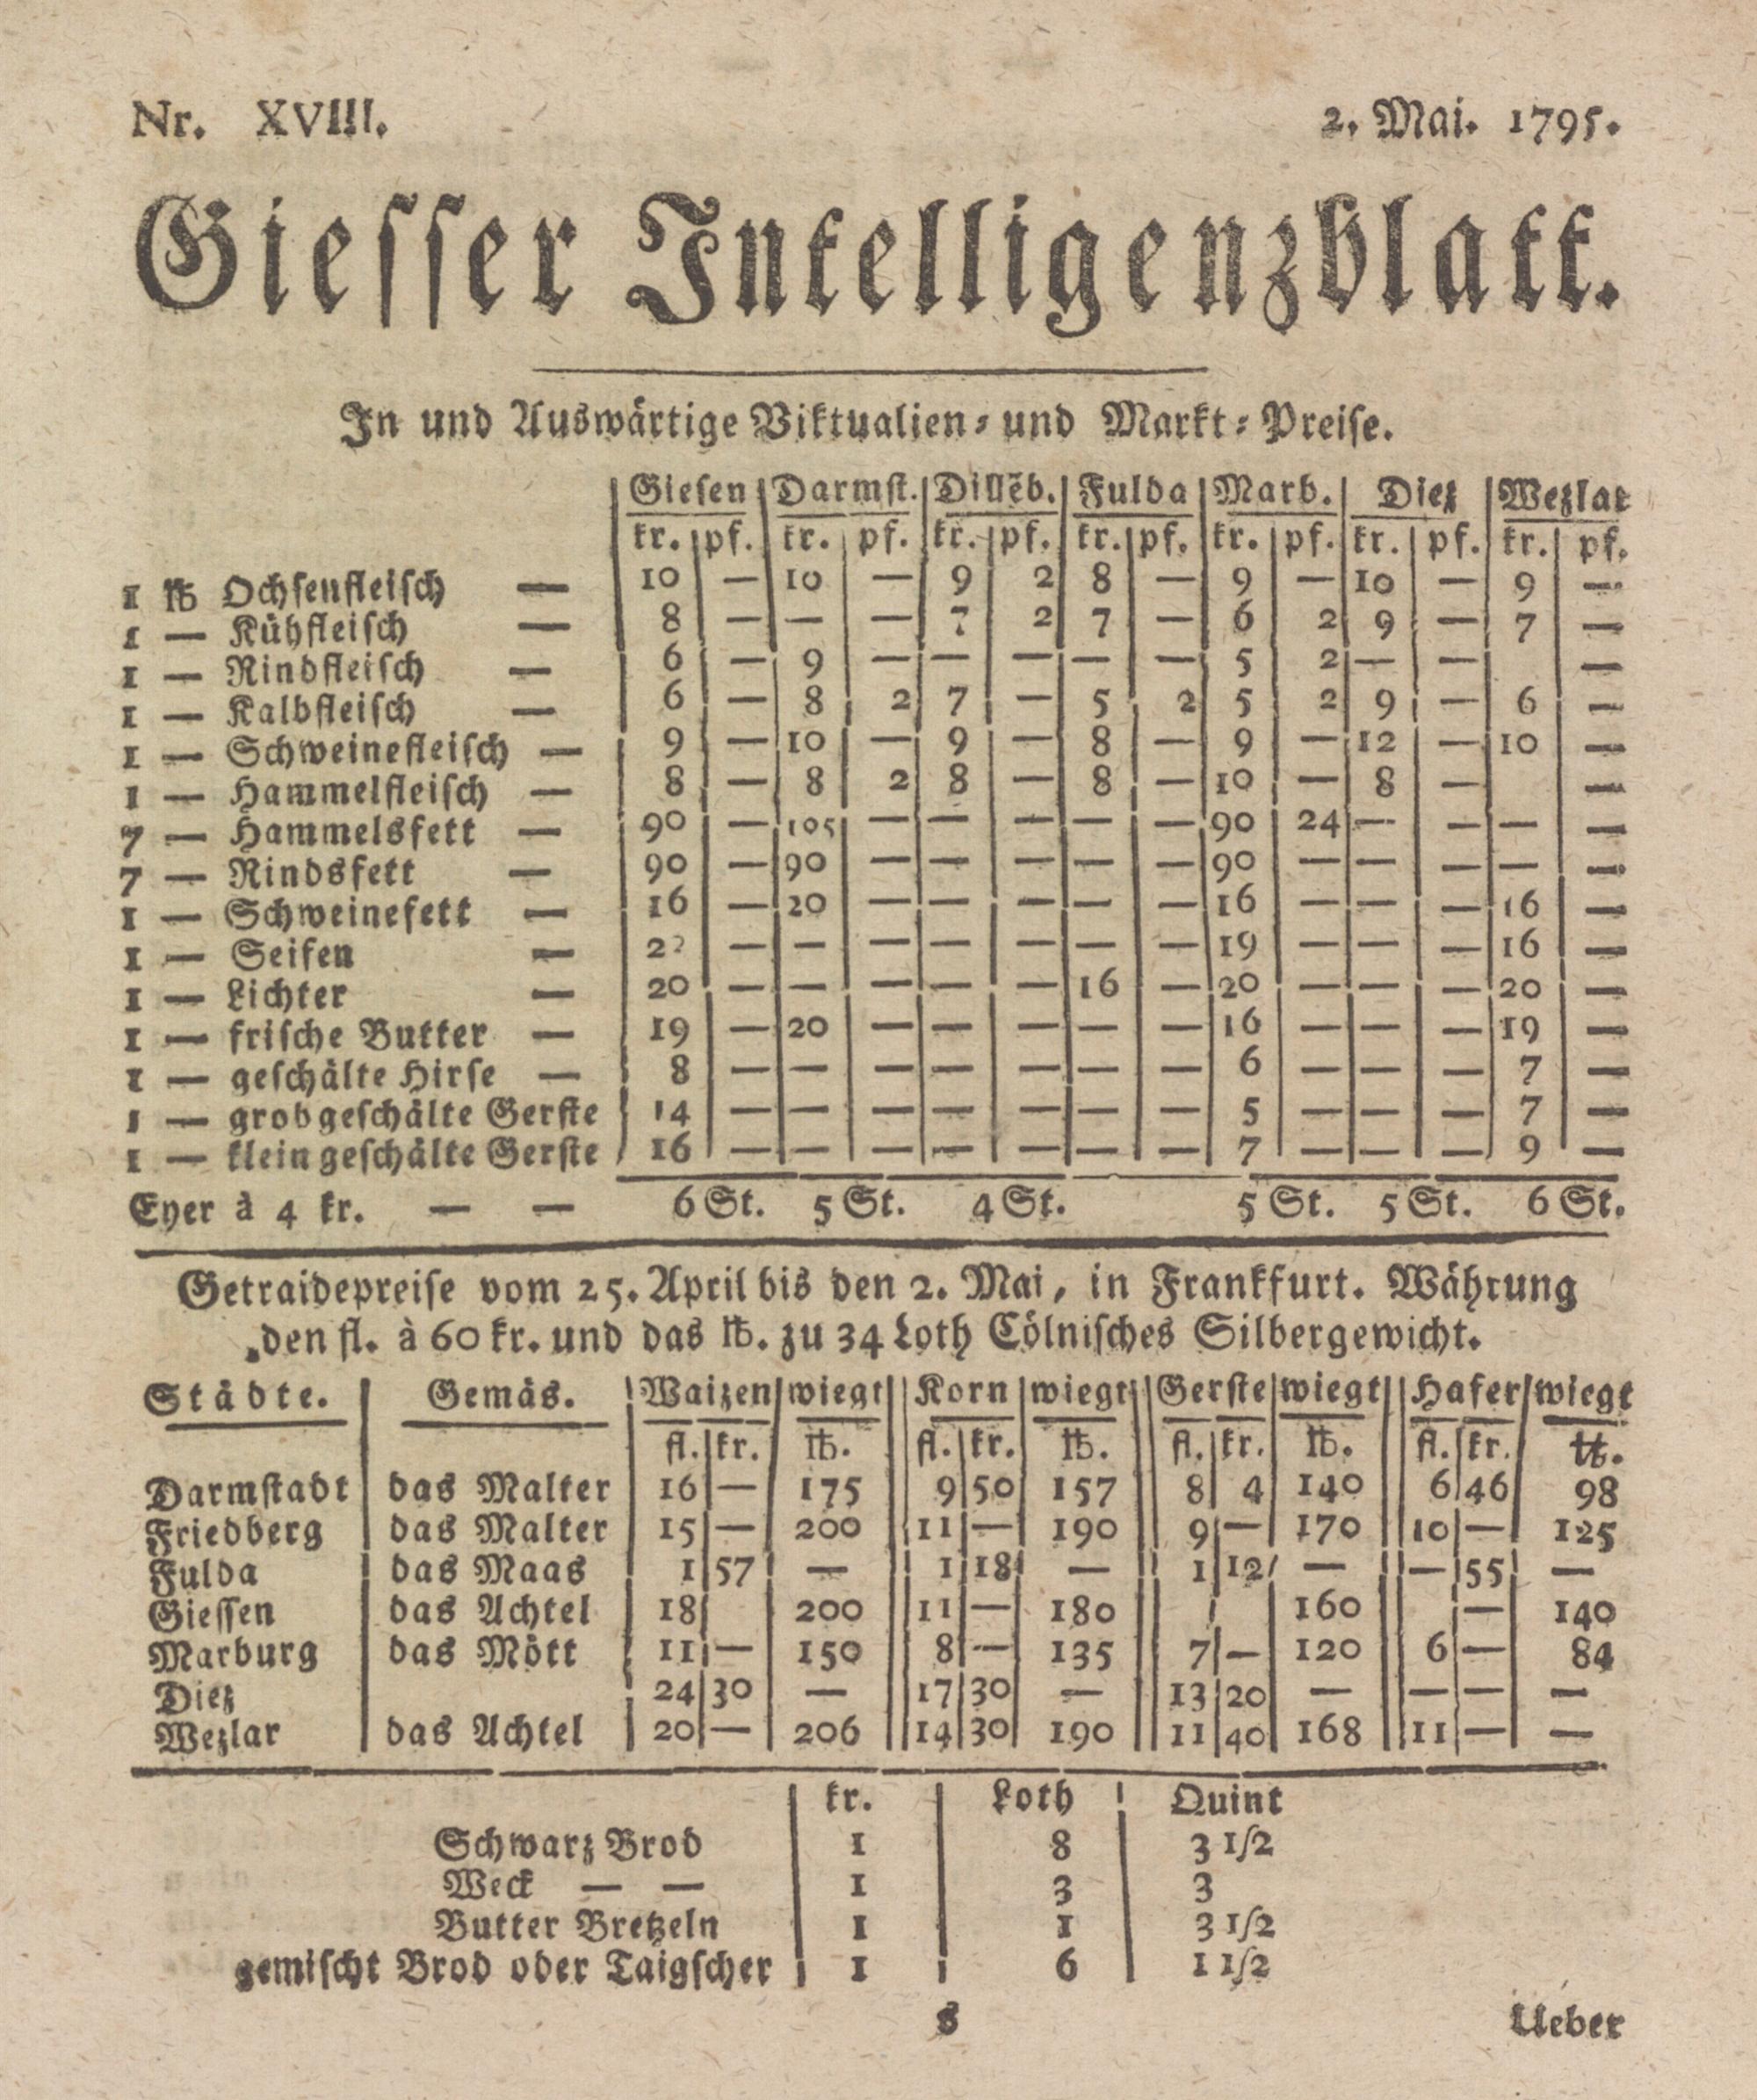 Nr. XVIII. 2. Mai. 1795.
Giesser Intelligenzblatt.
In und Auswärtige Viktualien- und Markt-Preise.
Giesen Darmst. Dillēb. Fulda Marb. Diez Wezlar
kr. pf. kr. pf. kr. pf. kr. pf. kr. pf. kr. pf. kr. pf.
1 ℔ Ochsenfleisch — 10 — 10 — 9 2 8 — 9 — 10 — 9 —
1 — Kühfleisch — 8 — — — 7 2 7 — 6 2 9 — 7 —
1 — Rindfleisch — 6 — 9 — — — — — 5 2 — — —
1 — Kalbfleisch — 6 — 8 2 7 — 5 2 5 2 9 — 6 —
1 — Schweinefleisch — 9 — 10 — 9 — 8 — 9 — 12 — 10 —
1 — Hammelfleisch — 8 — 8 2 8 — 8 — 10 — 8 — —
7 — Hammelsfett — 90 — 105 — — — — — 90 24 — — — —
7 — Rindsfett — 90 — 90 — — — — — 90 — — — — —
1 — Schweinefett — 16 — 20 — — — — — 16 — — — 16 —
1 — Seifen — — — — — — — — 19 — — — 16 —
1 — Lichter — 20 — — — — — 16 — 20 — — — 20 —
1 — frische Butter — 19 — 20 — — — — — 16 — — — 19 —
1 — geschälte Hirse — 8 — — — — — — — 6 — — — 7 —
1 — grobgeschälte Gerste 14 — — — — — — — 5 — — — 7 —
1 — klein geschälte Gerste 16 — — — — — — — 7 — — — 9 —
Eyer à 4 kr. — — 6 St. 5 St. 4 St. 5 St. 5 St. 6 St.
Getraidepreise vom 25. April bis den 2. Mai, in Frankfurt. Währung
den fl. à 60 kr. und das ℔. zu 34 Loth Cölnisches Silbergewicht.
Städte. Gemäs. Waizen wiegt Korn wiegt Gerste wiegt Hafer wiegt
fl. kr. ℔. fl. kr. ℔. fl. kr. ℔. fl. kr. ℔.
Darmstadt das Malter 16 — 175 9 50 157 8 4 140 6 46 98
Friedberg das Malter 15 — 200 11 — 190 9 — 170 10 — 125
Fulda das Maas 1 57 — 1 18 — 1 12 — — 55 —
Giessen das Achtel 18 200 11 — 180 160 — 140
Marburg das Mött 11 — 150 8 — 135 7 — 120 6 — 84
Diez 24 30 — 17 30 — 13 20 — — — —
Wezlar das Achtel 20 — 206 14 30 190 11 40 168 11 — —
kr. Loth Quint
Schwarz Brod 1 8 3 1/2
Weck — — 1 3 3
Butter Bretzeln 1 1 3 1/2
gemischt Brod oder Taigscher 1 6 1 1/2
s Ueber